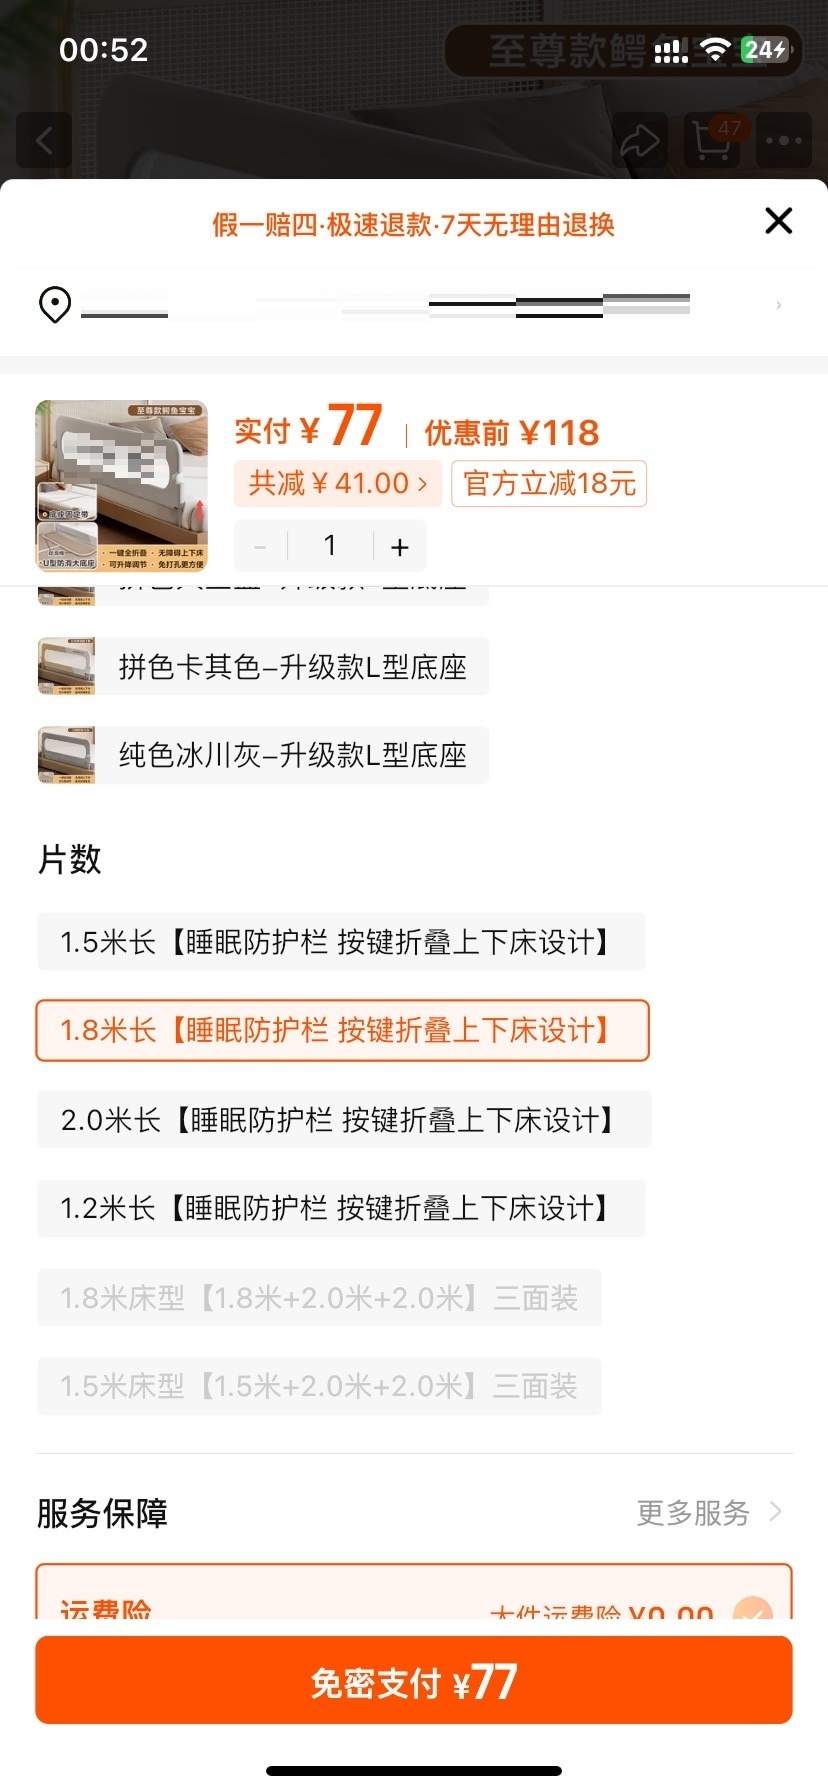 00:52
至尊款鳄鱼宝宝
24
47
假一赔四·极速退款·7天无理由退换
至尊款鳄鱼宝宝
底座固定带
U型防滑大底座
· 一键全折叠 · 无障碍上下床
· 可升降调节 · 免打孔更方便
实付 ¥77 | 优惠前 ¥118
共减 ¥ 41.00 >
官方立减18元
- 1 +
拼色卡其色–升级款L型底座
纯色冰川灰–升级款L型底座
片数
1.5米长【睡眠防护栏 按键折叠上下床设计】
1.8米长【睡眠防护栏 按键折叠上下床设计】
2.0米长【睡眠防护栏 按键折叠上下床设计】
1.2米长【睡眠防护栏 按键折叠上下床设计】
1.8米床型【1.8米+2.0米+2.0米】三面装
1.5米床型【1.5米+2.0米+2.0米】三面装
服务保障
更多服务 >
运费险
大件运费险 ¥0.00
免密支付 ¥77